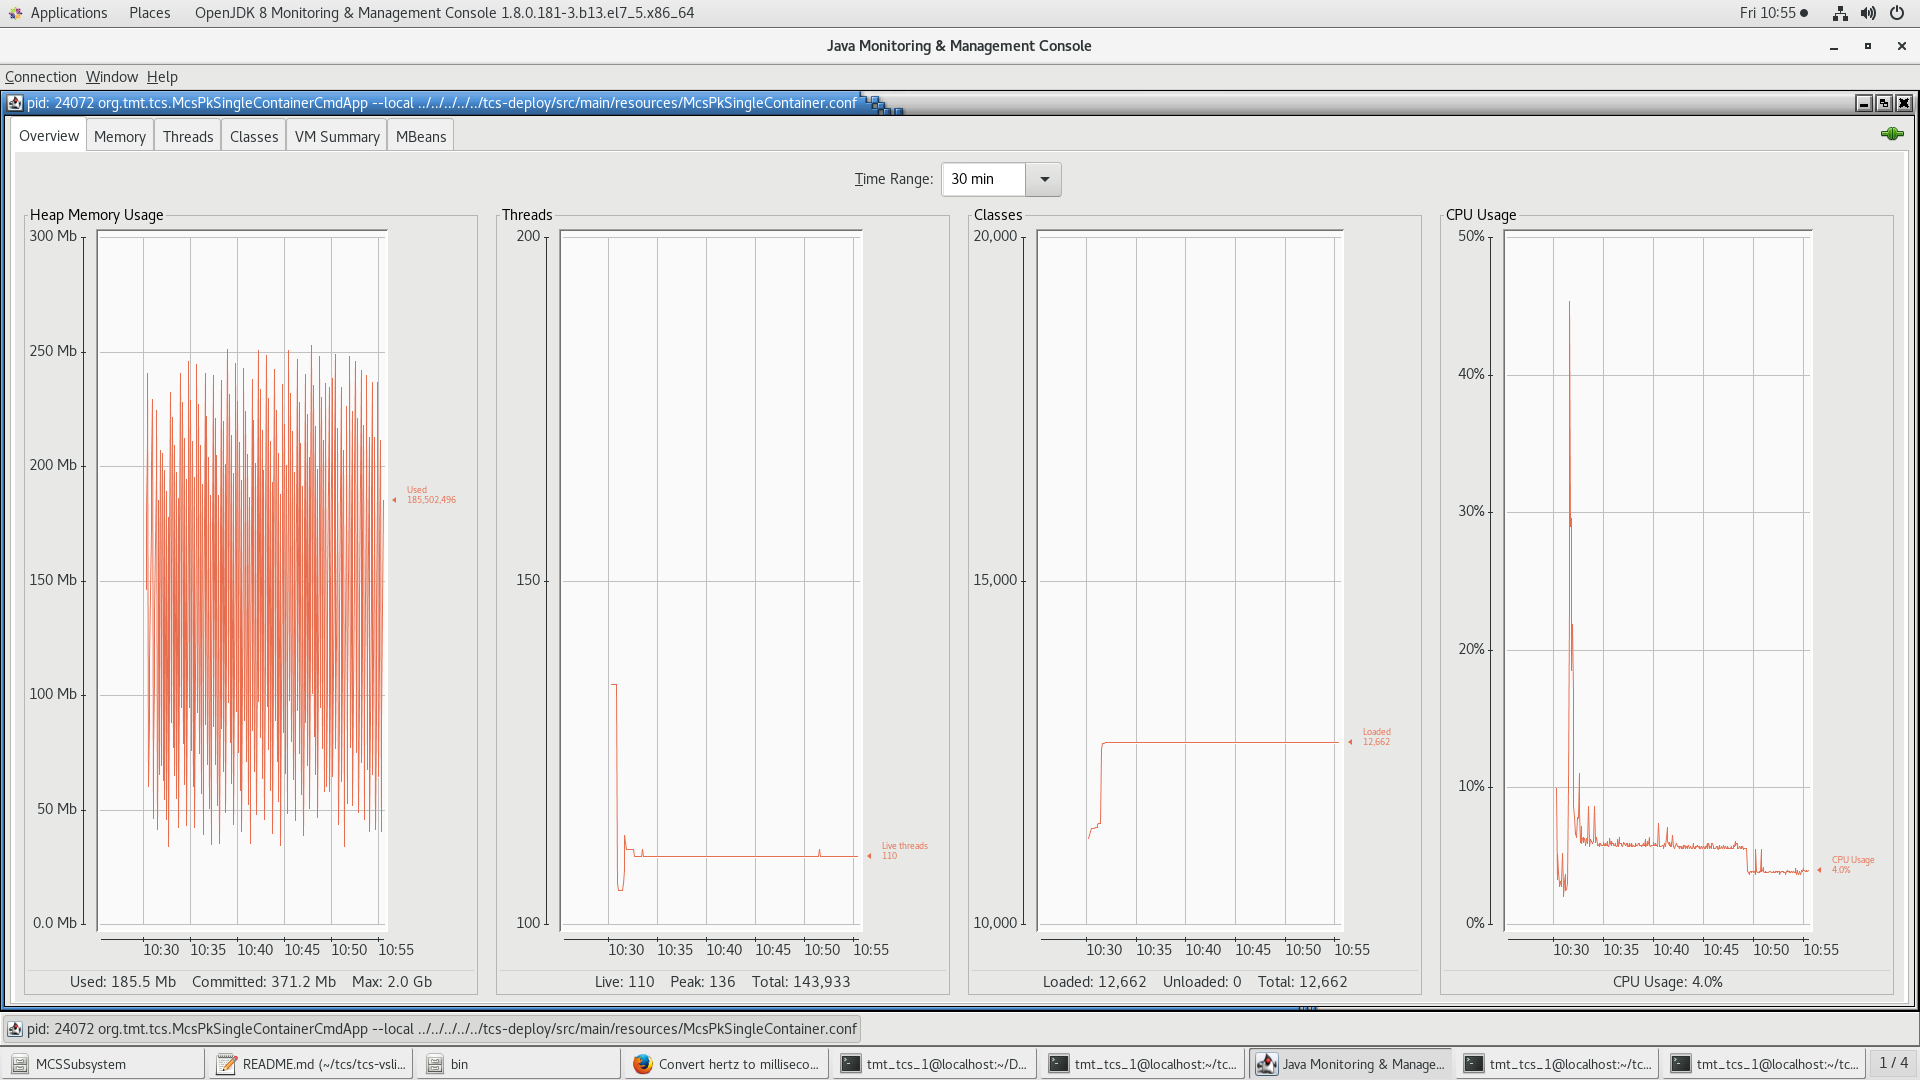 Applications Places OpenJDK 8 Monitoring & Management Console 1.8.0.181-3.b13.el7_5.x86_64 Fri 10:55
Java Monitoring & Management Console
Connection Window Help
pid: 24072 org.tmt.tcs.McsPkSingleContainerCmdApp --local ../../../../../tcs-deploy/src/main/resources/McsPkSingleContainer.conf
Overview Memory Threads Classes VM Summary MBeans
Time Range: 30 min
Heap Memory Usage
300 Mb
250 Mb
200 Mb
150 Mb
100 Mb
50 Mb
0.0 Mb
Used
185,502,496
10:30 10:35 10:40 10:45 10:50 10:55
Used: 185.5 Mb Committed: 371.2 Mb Max: 2.0 Gb
Threads
200
150
100
Live threads
110
10:30 10:35 10:40 10:45 10:50 10:55
Live: 110 Peak: 136 Total: 143,933
Classes
20,000
15,000
10,000
Loaded
12,662
10:30 10:35 10:40 10:45 10:50 10:55
Loaded: 12,662 Unloaded: 0 Total: 12,662
CPU Usage
50%
40%
30%
20%
10%
0%
CPU Usage
4.0%
10:30 10:35 10:40 10:45 10:50 10:55
CPU Usage: 4.0%
pid: 24072 org.tmt.tcs.McsPkSingleContainerCmdApp --local ../../../../../tcs-deploy/src/main/resources/McsPkSingleContainer.conf
MCSSubsystem README.md (~/tcs/tcs-vsli... bin Convert hertz to milliseco... tmt_tcs_1@localhost:~/D... tmt_tcs_1@localhost:~/tc... Java Monitoring & Manage... tmt_tcs_1@localhost:~/tc... tmt_tcs_1@localhost:~/tc... 1 / 4